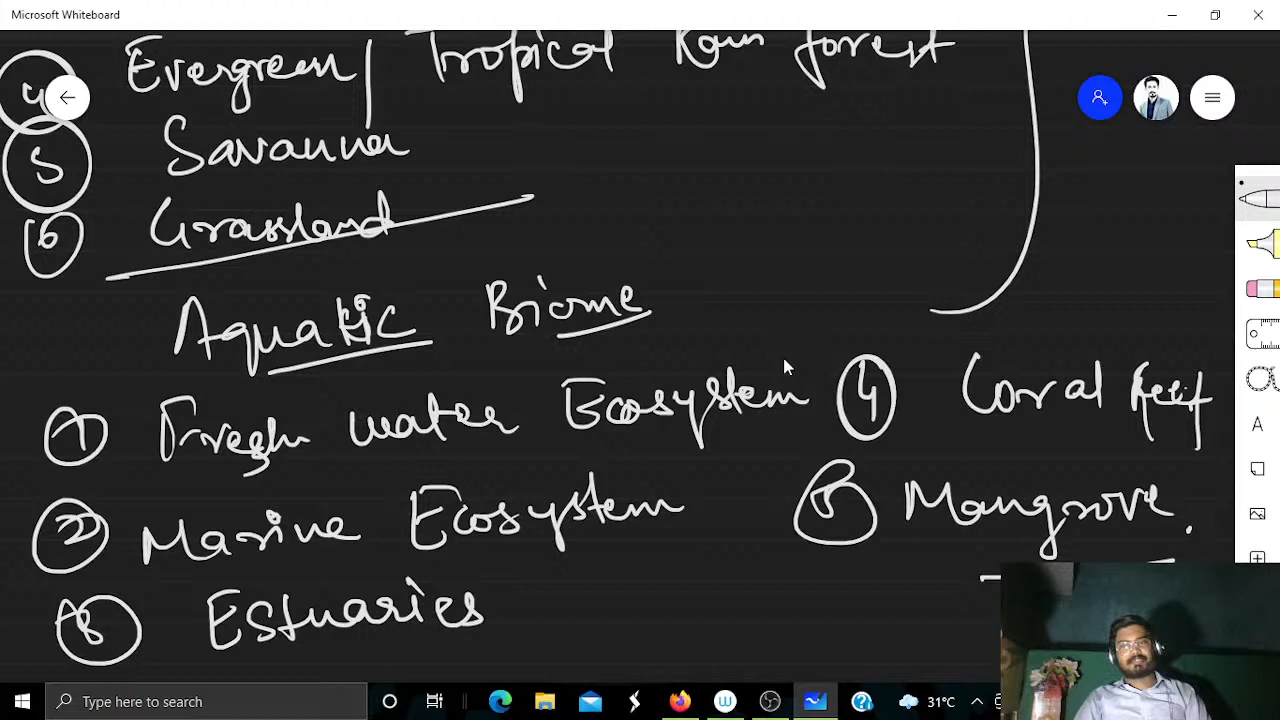 Microsoft Whiteboard
4 Evergreen / Tropical Rain forest
5 Savanna
6 Grassland
Aquatic Biome
1 Fresh water Ecosystem
2 Marine Ecosystem
3 Estuaries
4 Coral Reef
5 Mangrove.
A
Type here to search
31°C